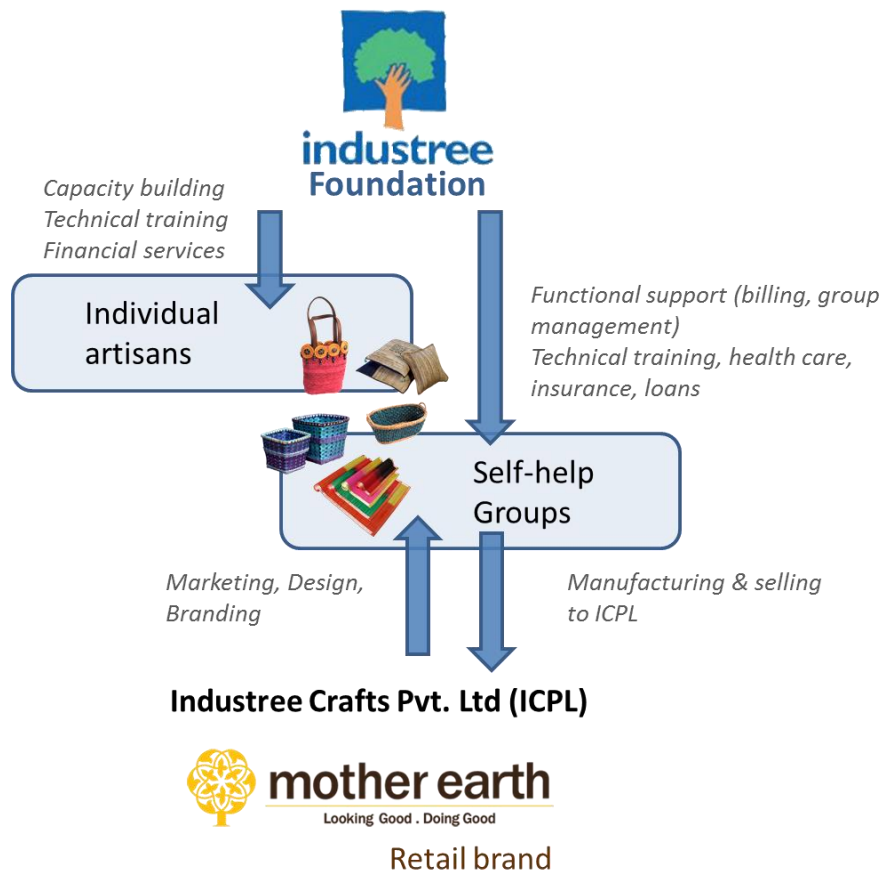 industree
Foundation
Capacity building
Technical training
Financial services
Individual
artisans
Functional support (billing, group
management)
Technical training, health care,
insurance, loans
Self-help
Groups
Marketing, Design,
Branding
Manufacturing & selling
to ICPL
Industree Crafts Pvt. Ltd (ICPL)
mother earth
Looking Good . Doing Good
Retail brand